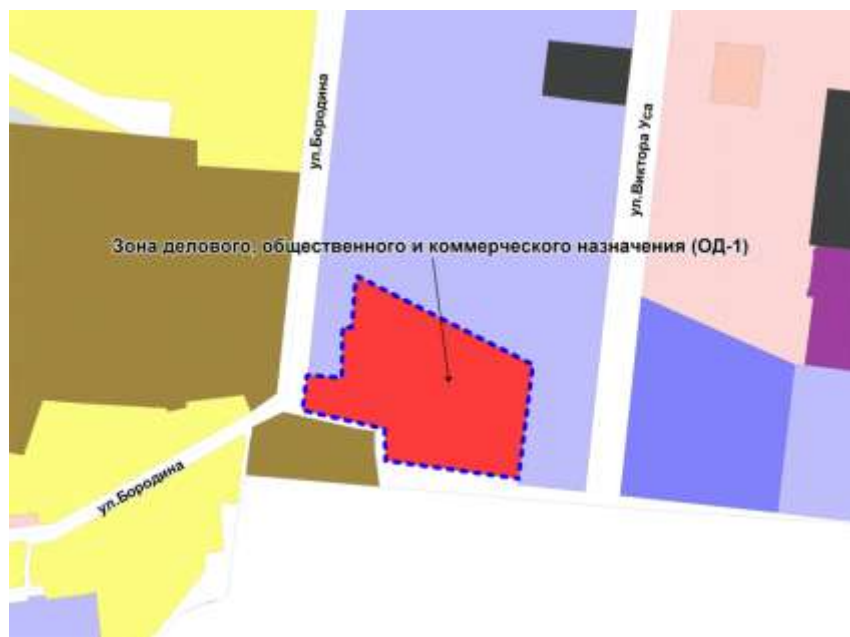 ул.Бородина
ул.Виктора Уса
Зона делового, общественного и коммерческого назначения (ОД-1)
ул.Бородина